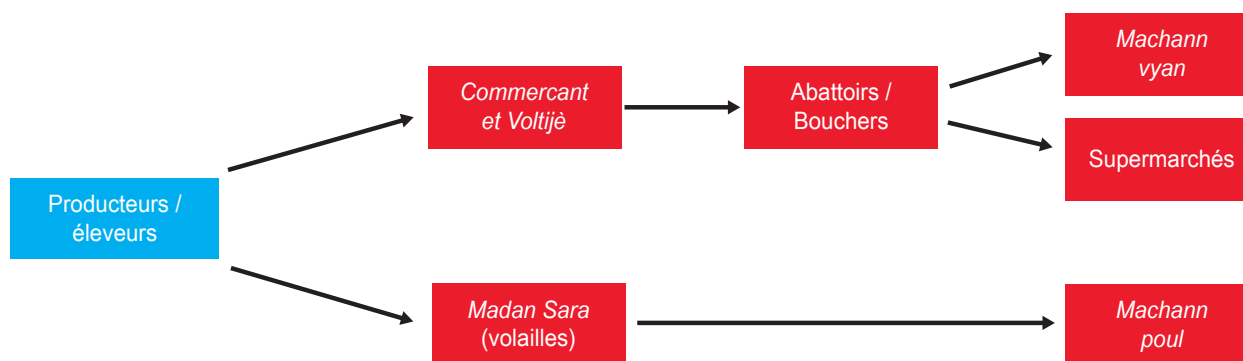 Producteurs /
éleveurs
Commercant
et Voltijè
Abattoirs /
Bouchers
Machann
vyan
Supermarchés
Madan Sara
(volailles)
Machann
poul